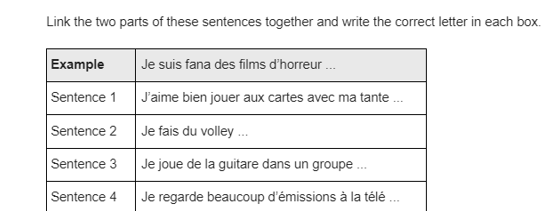 Link the two parts of these sentences together and write the correct letter in each box.
Example Je suis fana des films d’horreur ...
Sentence 1 J’aime bien jouer aux cartes avec ma tante ...
Sentence 2 Je fais du volley ...
Sentence 3 Je joue de la guitare dans un groupe ...
Sentence 4 Je regarde beaucoup d’émissions à la télé ...